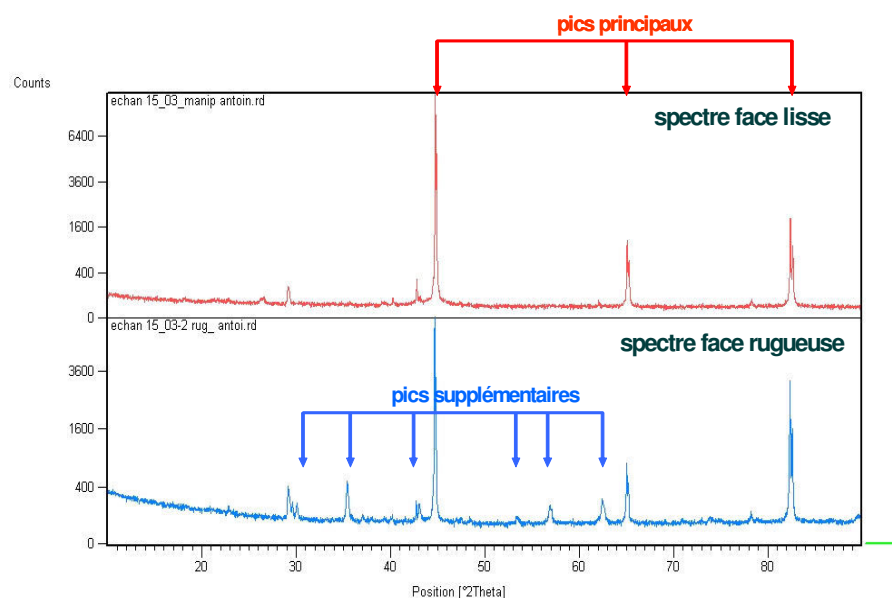 pics principaux
Counts
echan 15_03_manip antoin.rd
spectre face lisse
6400
3600
1600
400
0
echan 15_03-2 rug_ antoi.rd
spectre face rugueuse
3600
pics supplémentaires
1600
400
0
20 30 40 50 60 70 80
Position [°2Theta]